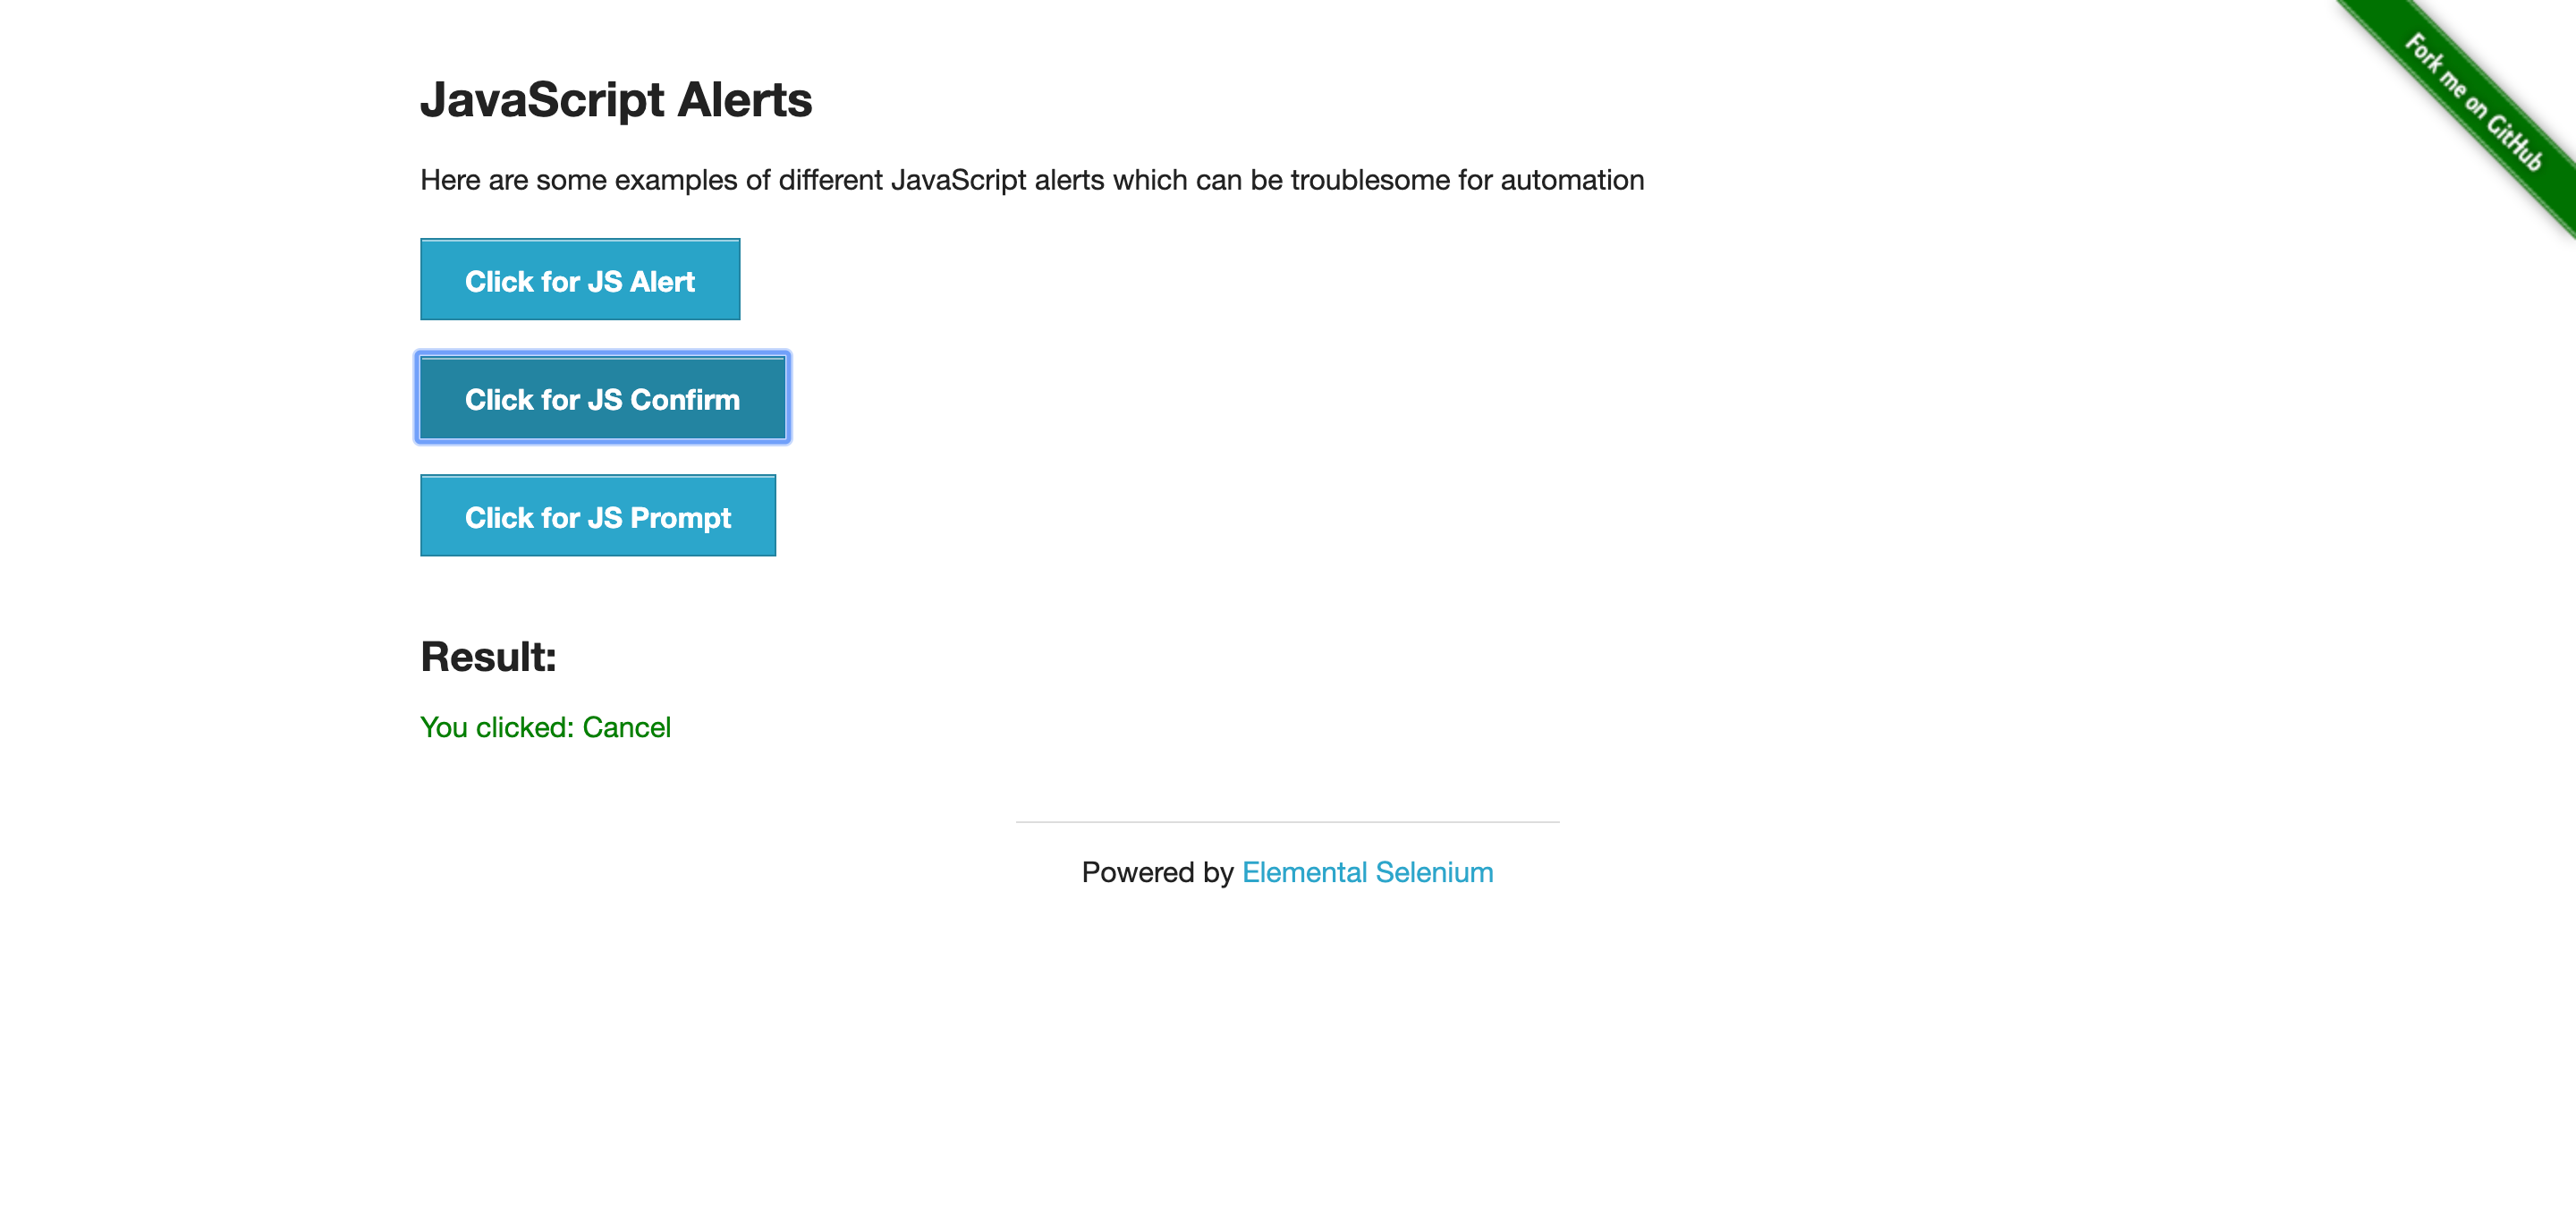 Fork me on GitHub
JavaScript Alerts
Here are some examples of different JavaScript alerts which can be troublesome for automation
Click for JS Alert
Click for JS Confirm
Click for JS Prompt
Result:
You clicked: Cancel
Powered by Elemental Selenium